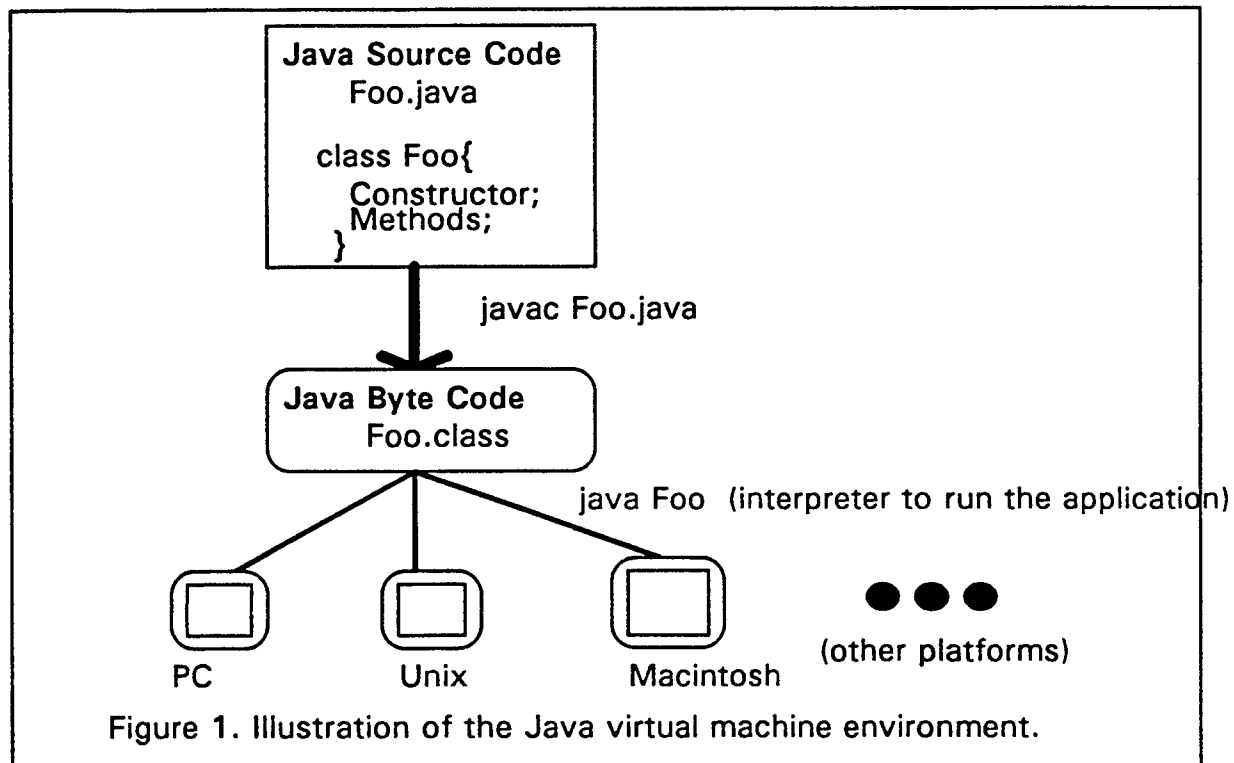 Java Source Code
Foo.java
class Foo{
Constructor;
Methods;
}
javac Foo.java
Java Byte Code
Foo.class
java Foo (interpreter to run the application)
PC
Unix
Macintosh
(other platforms)
Figure 1. Illustration of the Java virtual machine environment.